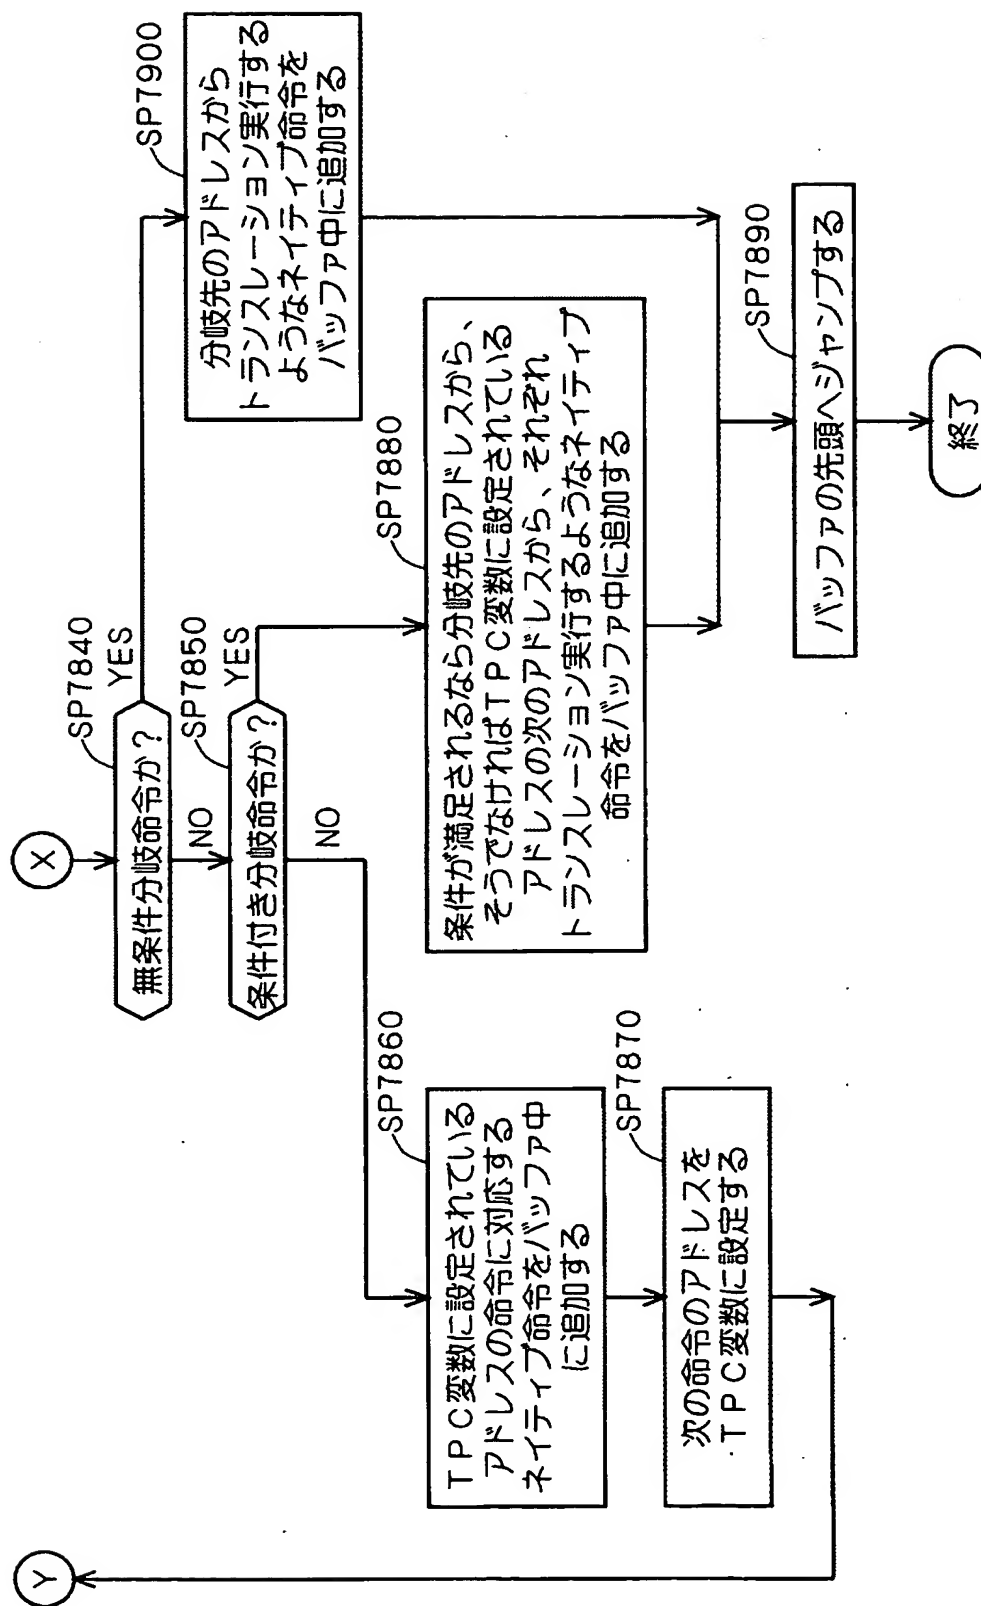 X
SP7840
無条件分岐命令か？
YES
NO
SP7850
条件付き分岐命令か？
YES
NO
SP7900
分岐先のアドレスから
トランスレーション実行する
ようなネイティブ命令を
バッファ中に追加する
SP7880
条件が満足されるなら分岐先のアドレスから、
そうでなければＴＰＣ変数に設定されている
アドレスの次のアドレスから、それぞれ
トランスレーション実行するようなネイティブ
命令をバッファ中に追加する
SP7860
ＴＰＣ変数に設定されている
アドレスの命令に対応する
ネイティブ命令をバッファ中
に追加する
SP7870
次の命令のアドレスを
ＴＰＣ変数に設定する
Y
SP7890
バッファの先頭へジャンプする
終了